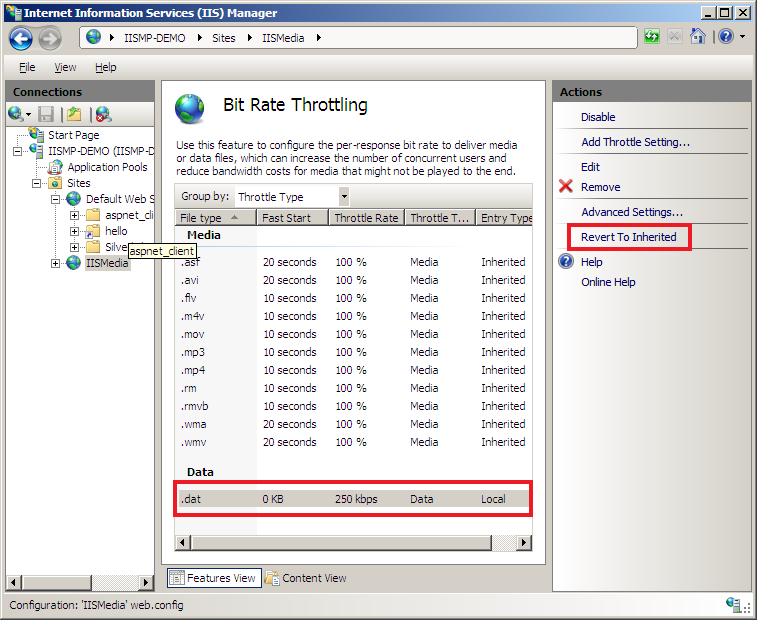 Internet Information Services (IIS) Manager
IISMP-DEMO Sites IISMedia
File View Help
Connections
Start Page
IISMP-DEMO (IISMP-D
Application Pools
Sites
Default Web S
aspnet_cli
hello
Silve
aspnet_client
IISMedia
Bit Rate Throttling
Use this feature to configure the per-response bit rate to deliver media
or data files, which can increase the number of concurrent users and
reduce bandwidth costs for media that might not be played to the end.
Group by: Throttle Type
File type Fast Start Throttle Rate Throttle T... Entry Type
Media
.asf 20 seconds 100 % Media Inherited
.avi 20 seconds 100 % Media Inherited
.flv 10 seconds 100 % Media Inherited
.m4v 10 seconds 100 % Media Inherited
.mov 10 seconds 100 % Media Inherited
.mp3 10 seconds 100 % Media Inherited
.mp4 10 seconds 100 % Media Inherited
.rm 10 seconds 100 % Media Inherited
.rmvb 10 seconds 100 % Media Inherited
.wma 20 seconds 100 % Media Inherited
.wmv 20 seconds 100 % Media Inherited
Data
.dat 0 KB 250 kbps Data Local
Features View Content View
Actions
Disable
Add Throttle Setting...
Edit
Remove
Advanced Settings...
Revert To Inherited
Help
Online Help
Configuration: 'IISMedia' web.config